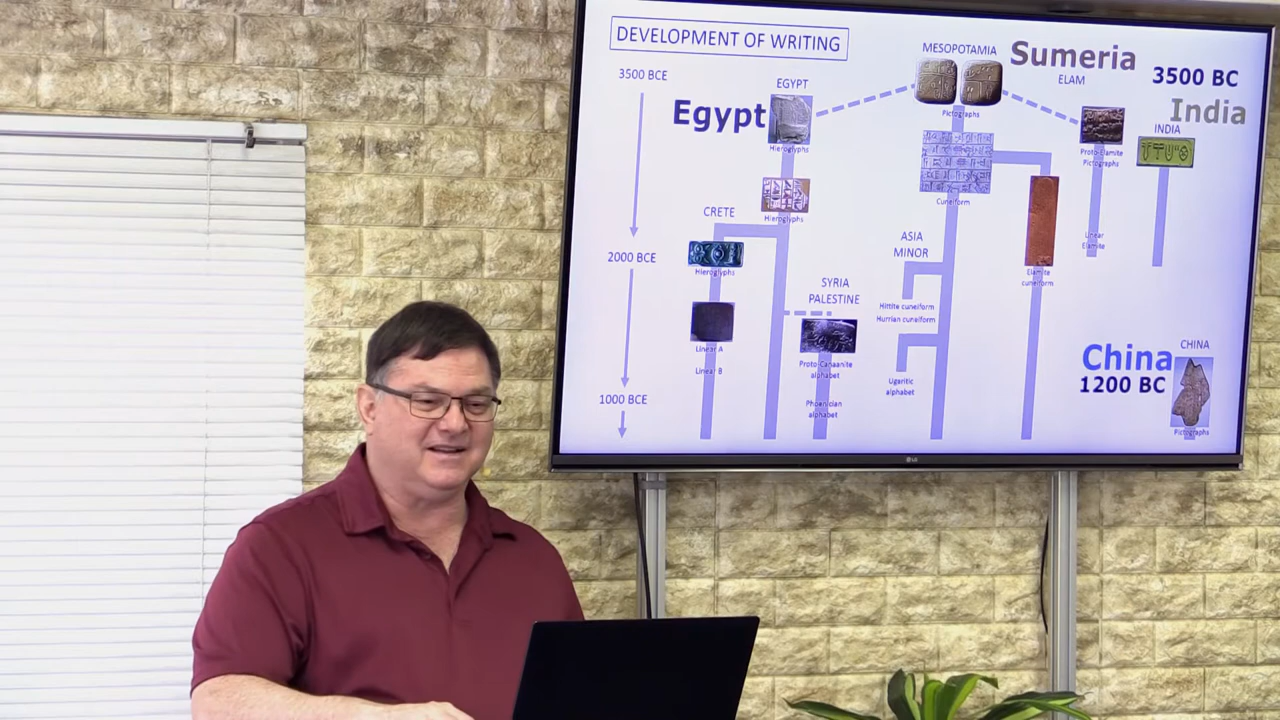 DEVELOPMENT OF WRITING
3500 BCE
2000 BCE
1000 BCE
EGYPT
Egypt
Hieroglyphs
Hieroglyphs
CRETE
Hieroglyphs
Linear A
Linear B
SYRIA
PALESTINE
Proto-Canaanite
alphabet
Phoenician
alphabet
MESOPOTAMIA
Sumeria
Pictographs
Cuneiform
ASIA
MINOR
Hittite cuneiform
Hurrian cuneiform
Ugaritic
alphabet
ELAM
Proto-Elamite
Pictographs
Linear
Elamite
Elamite
cuneiform
3500 BC
India
INDIA
CHINA
China
1200 BC
Pictographs
LG